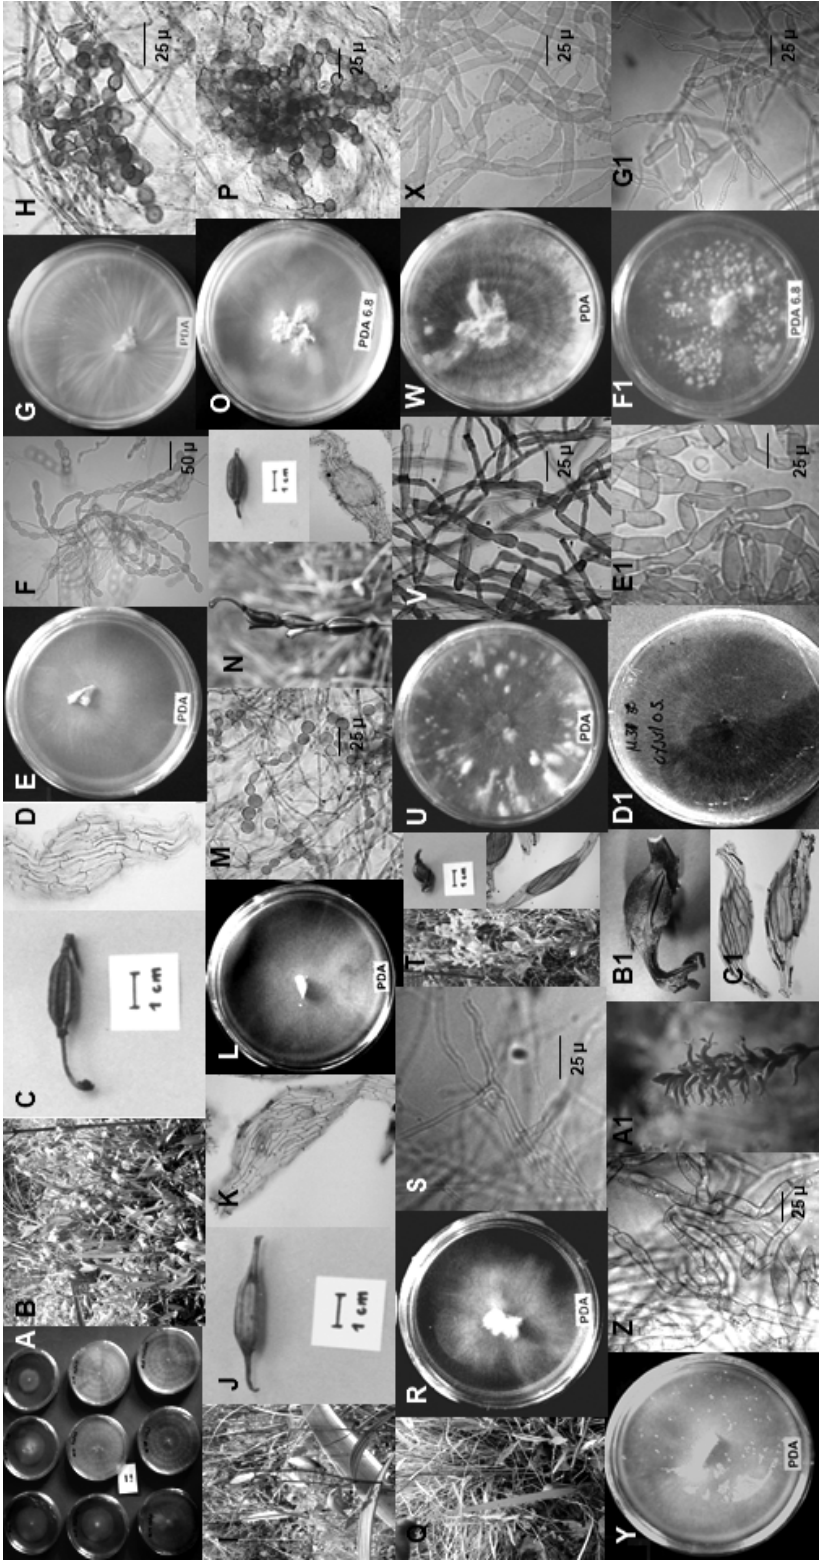 A
B
C
1 cm
D
E
PDA
F
50 µ
G
PDA
H
25 µ
I
J
1 cm
K
L
PDA
M
25 µ
N
1 cm
O
PDA 6.8
P
25 µ
Q
R
PDA
S
25 µ
T
1 cm
U
PDA
V
25 µ
W
PDA
X
25 µ
Y
PDA
Z
25 µ
A1
B1
C1
D1
E1
25 µ
F1
PDA 6.8
G1
25 µ